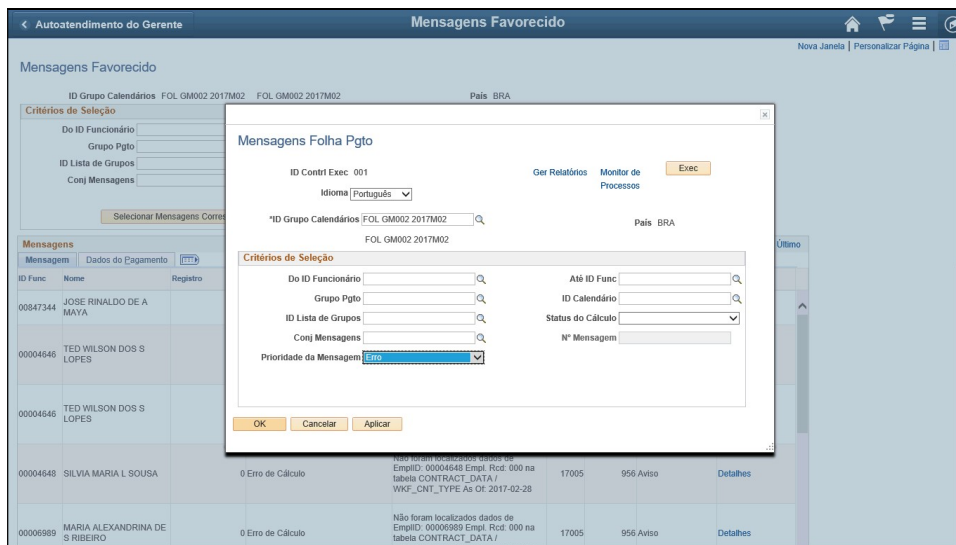 Autoatendimento do Gerente
Mensagens Favorecido
Nova Janela | Personalizar Página |
Mensagens Favorecido
ID Grupo Calendários FOL GM002 2017M02 FOL GM002 2017M02 País BRA
Critérios de Seleção
Do ID Funcionário
Grupo Pgto
ID Lista de Grupos
Conj Mensagens
Selecionar Mensagens Corres
Mensagens
Último
Mensagem Dados do Pagamento
ID Func Nome Registro
00847344 JOSE RINALDO DE A
MAYA
00004646 TED WILSON DOS S
LOPES
00004646 TED WILSON DOS S
LOPES
00004648 SILVIA MARIA L SOUSA 0 Erro de Cálculo
Não foram localizados dados de
EmplID: 00004648 Empl. Rcd: 000 na
tabela CONTRACT_DATA /
WKF_CNT_TYPE As Of: 2017-02-28
17005 956 Aviso Detalhes
00006989 MARIA ALEXANDRINA DE
S RIBEIRO
0 Erro de Cálculo
Não foram localizados dados de
EmplID: 00006989 Empl. Rcd: 000 na
tabela CONTRACT_DATA /
17005 956 Aviso Detalhes
Mensagens Folha Pgto
ID Contrl Exec 001
Ger Relatórios
Monitor de
Processos
Exec
Idioma Português
*ID Grupo Calendários FOL GM002 2017M02
País BRA
FOL GM002 2017M02
Critérios de Seleção
Do ID Funcionário Até ID Func
Grupo Pgto ID Calendário
ID Lista de Grupos Status do Cálculo
Conj Mensagens Nº Mensagem
Prioridade da Mensagem Erro
OK Cancelar Aplicar